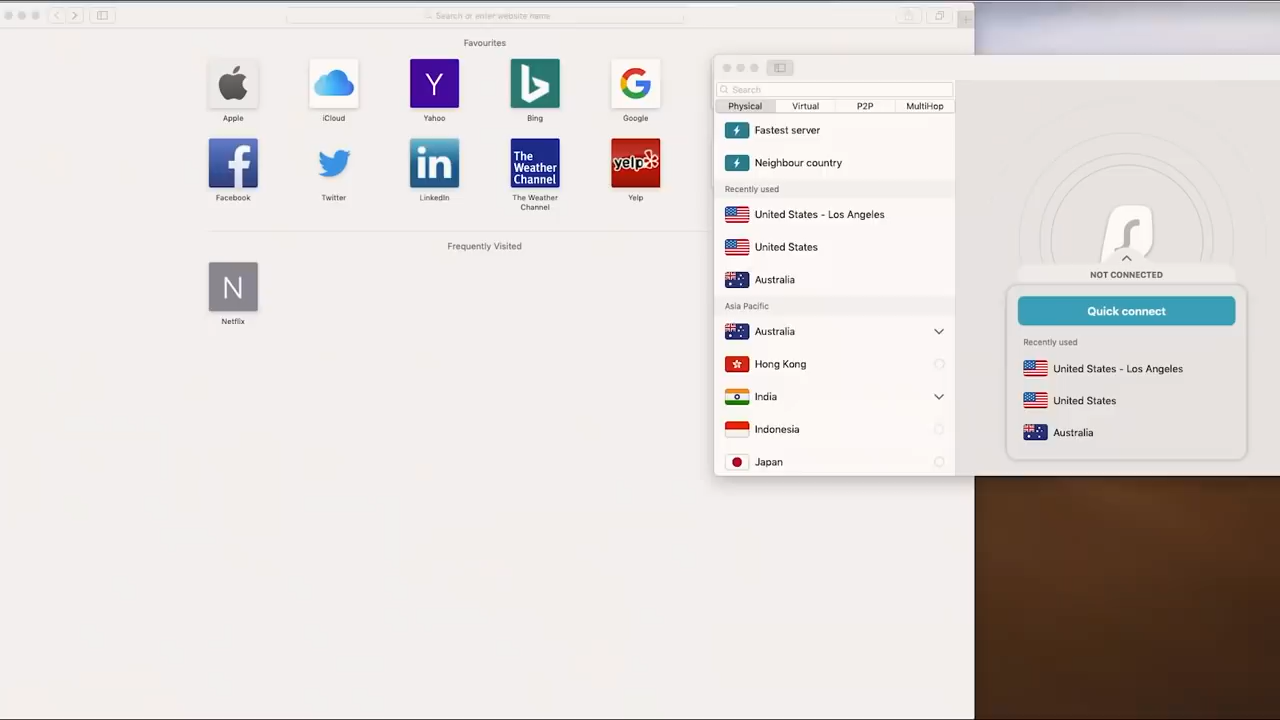 Search or enter website name
Favourites
Apple
iCloud
Y
Yahoo
b
Bing
G
Google
f
Facebook
Twitter
in
LinkedIn
The
Weather
Channel
The Weather
Channel
yelp
Yelp
Frequently Visited
N
Netflix
Search
Physical
Virtual
P2P
MultiHop
Fastest server
Neighbour country
Recently used
United States - Los Angeles
United States
Australia
Asia Pacific
Australia
Hong Kong
India
Indonesia
Japan
NOT CONNECTED
Quick connect
Recently used
United States - Los Angeles
United States
Australia